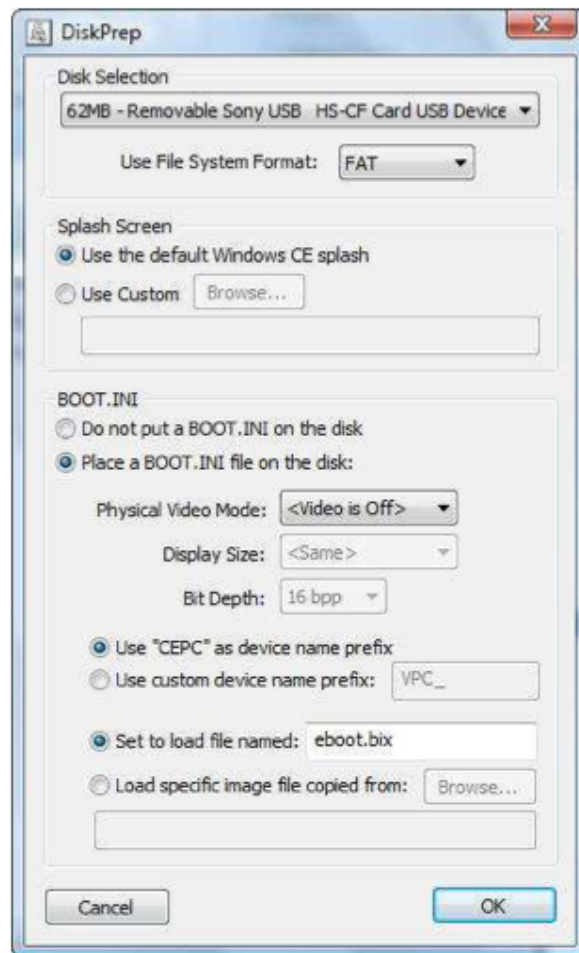 DiskPrep
Disk Selection
62MB - Removable Sony USB HS-CF Card USB Device
Use File System Format: FAT
Splash Screen
Use the default Windows CE splash
Use Custom Browse...
BOOT.INI
Do not put a BOOT.INI on the disk
Place a BOOT.INI file on the disk:
Physical Video Mode: <Video is Off>
Display Size: <Same>
Bit Depth: 16 bpp
Use "CEPC" as device name prefix
Use custom device name prefix: VPC_
Set to load file named: eboot.bix
Load specific image file copied from: Browse...
Cancel OK